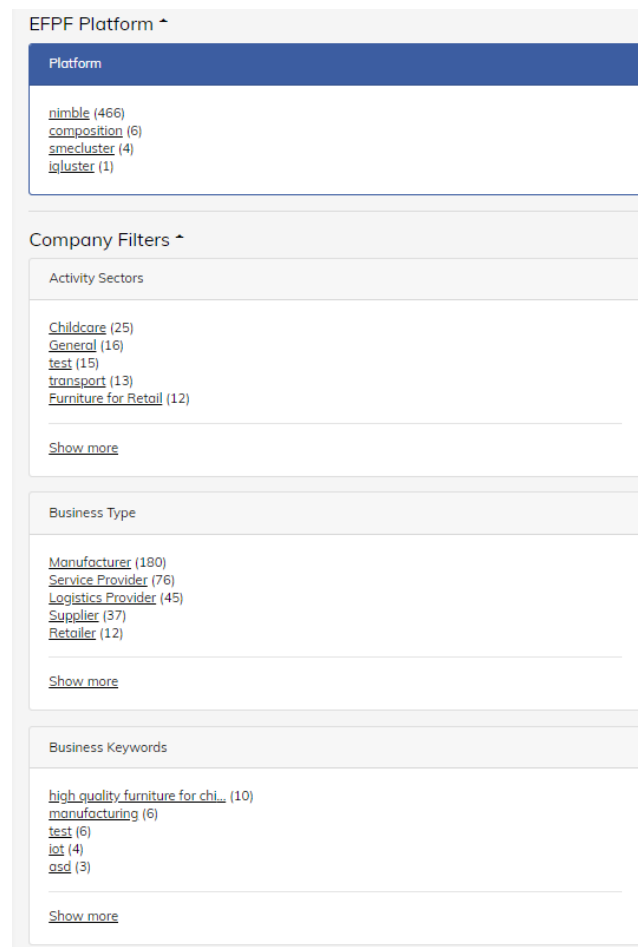 EFPF Platform
Platform
nimble (466)
composition (6)
smecluster (4)
iqluster (1)
Company Filters
Activity Sectors
Childcare (25)
General (16)
test (15)
transport (13)
Furniture for Retail (12)
Show more
Business Type
Manufacturer (180)
Service Provider (76)
Logistics Provider (45)
Supplier (37)
Retailer (12)
Show more
Business Keywords
high quality furniture for chi... (10)
manufacturing (6)
test (6)
iot (4)
asd (3)
Show more